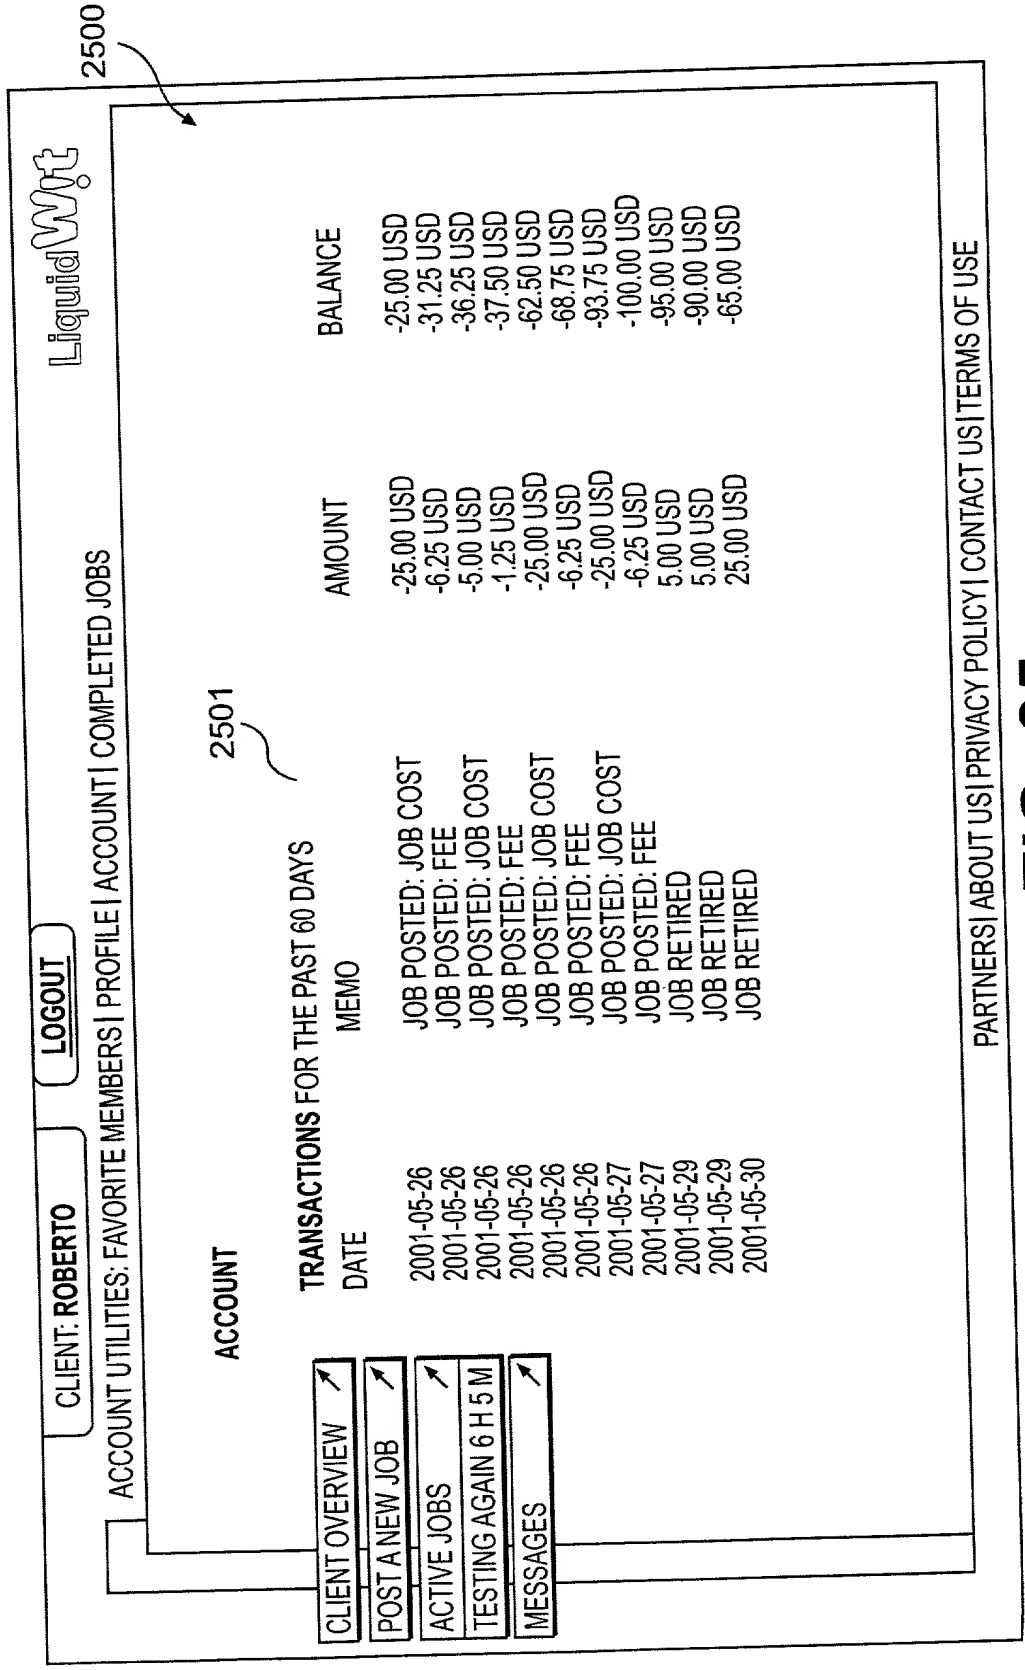 2500
CLIENT: ROBERTO
LOGOUT
LiquidWit
ACCOUNT UTILITIES: FAVORITE MEMBERS| PROFILE| ACCOUNT| COMPLETED JOBS
ACCOUNT
2501
CLIENT OVERVIEW
POST A NEW JOB
ACTIVE JOBS
TESTING AGAIN 6 H 5 M
MESSAGES
TRANSACTIONS FOR THE PAST 60 DAYS
DATE MEMO AMOUNT BALANCE
2001-05-26 JOB POSTED: JOB COST -25.00 USD -25.00 USD
2001-05-26 JOB POSTED: FEE -6.25 USD -31.25 USD
2001-05-26 JOB POSTED: JOB COST -5.00 USD -36.25 USD
2001-05-26 JOB POSTED: FEE -1.25 USD -37.50 USD
2001-05-26 JOB POSTED: JOB COST -25.00 USD -62.50 USD
2001-05-26 JOB POSTED: FEE -6.25 USD -68.75 USD
2001-05-27 JOB POSTED: JOB COST -25.00 USD -93.75 USD
2001-05-27 JOB POSTED: FEE -6.25 USD -100.00 USD
2001-05-29 JOB RETIRED 5.00 USD -95.00 USD
2001-05-29 JOB RETIRED 5.00 USD -90.00 USD
2001-05-30 JOB RETIRED 25.00 USD -65.00 USD
PARTNERS| ABOUT US| PRIVACY POLICY| CONTACT US| TERMS OF USE